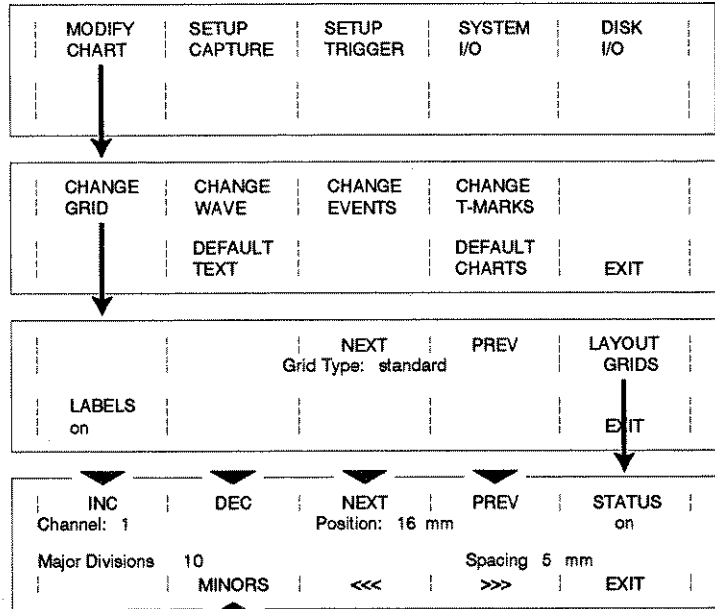 MODIFY SETUP SETUP SYSTEM DISK
CHART CAPTURE TRIGGER I/O I/O
CHANGE CHANGE CHANGE CHANGE
GRID WAVE EVENTS T-MARKS
DEFAULT DEFAULT
TEXT CHARTS EXIT
NEXT PREV LAYOUT
Grid Type: standard GRIDS
LABELS
on EXIT
INC DEC NEXT PREV STATUS
Channel: 1 Position: 16 mm on
Major Divisions 10 Spacing 5 mm
MINORS <<< >>> EXIT